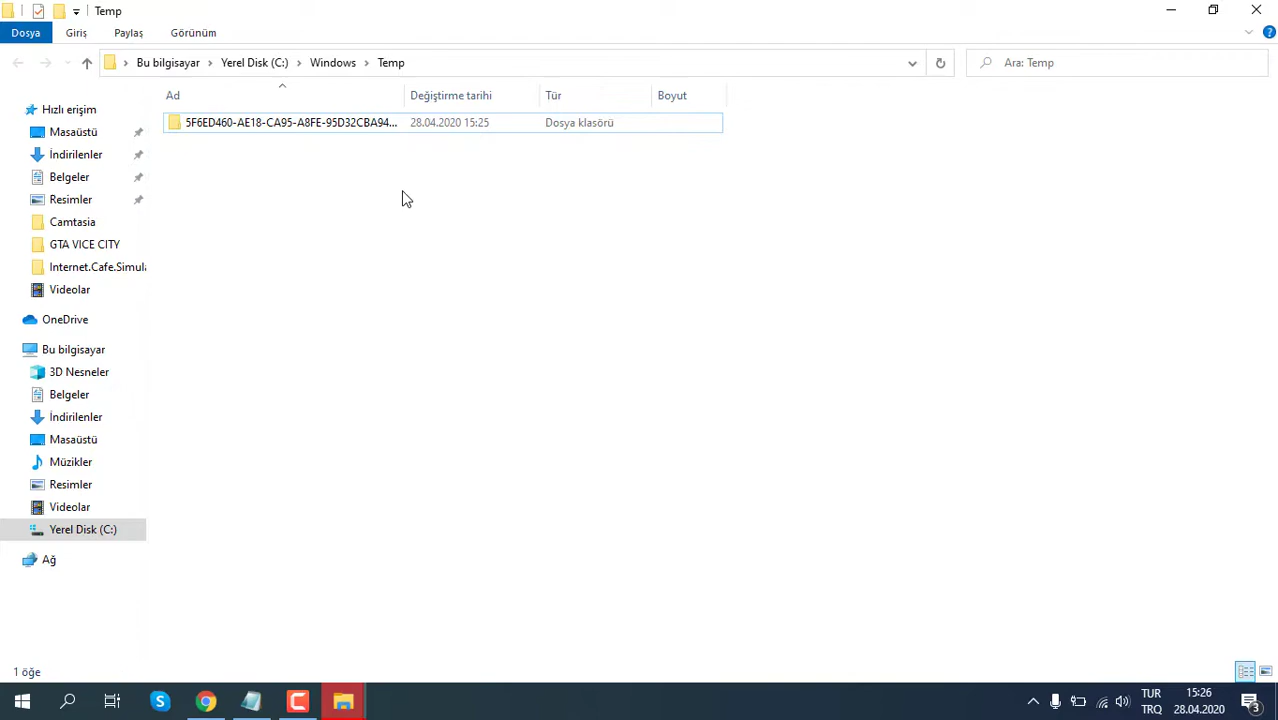 Temp
Dosya Giriş Paylaş Görünüm
Bu bilgisayar Yerel Disk (C:) Windows Temp
Ara: Temp
Ad Değiştirme tarihi Tür Boyut
5F6ED460-AE18-CA95-A8FE-95D32CBA94... 28.04.2020 15:25 Dosya klasörü
Hızlı erişim
Masaüstü
İndirilenler
Belgeler
Resimler
Camtasia
GTA VICE CITY
Internet.Cafe.Simula
Videolar
OneDrive
Bu bilgisayar
3D Nesneler
Belgeler
İndirilenler
Masaüstü
Müzikler
Resimler
Videolar
Yerel Disk (C:)
Ağ
1 öğe
TUR
TRQ
15:26
28.04.2020
3